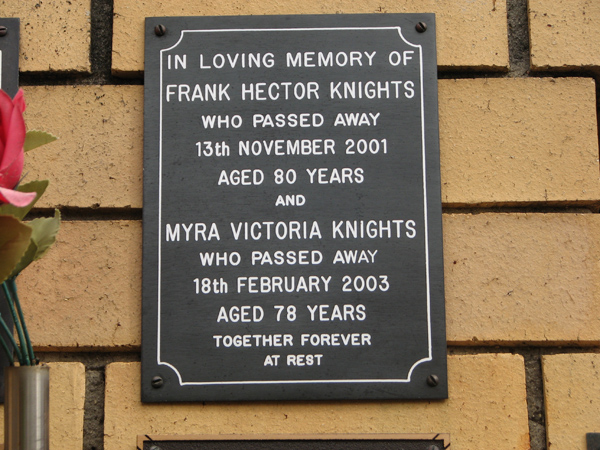 IN LOVING MEMORY OF
FRANK HECTOR KNIGHTS
WHO PASSED AWAY
13th NOVEMBER 2001
AGED 80 YEARS
AND
MYRA VICTORIA KNIGHTS
WHO PASSED AWAY
18th FEBRUARY 2003
AGED 78 YEARS
TOGETHER FOREVER
AT REST